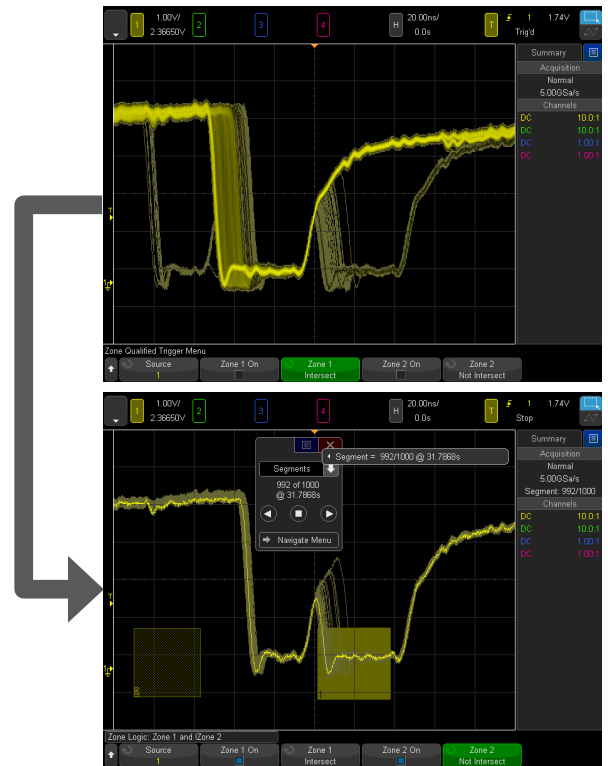 1 1.00V/ 2 3 4 H 20.00ns/ T 1 1.74V
2.36650V 0.0s Trig'd
Summary
Acquisition
Normal
5.00GSa/s
Channels
DC 10.0:1
DC 10.0:1
DC 1.00:1
DC 1.00:1
T
1
Zone Qualified Trigger Menu
Source Zone 1 On Zone 1 Zone 2 On Zone 2
1 Intersect Not Intersect
1 1.00V/ 2 3 4 H 20.00ns/ T 1 1.74V
2.36650V 0.0s Stop
Summary
Segment = 992/1000 @ 31.7868s
Acquisition
Segments
Normal
992 of 1000
Segment: 992/1000
@ 31.7868s
Channels
DC 10.0:1
DC 10.0:1
Navigate Menu
DC 1.00:1
DC 1.00:1
T
1
Zone Logic: Zone 1 and !Zone 2
Source Zone 1 On Zone 1 Zone 2 On Zone 2
1 Intersect Not Intersect